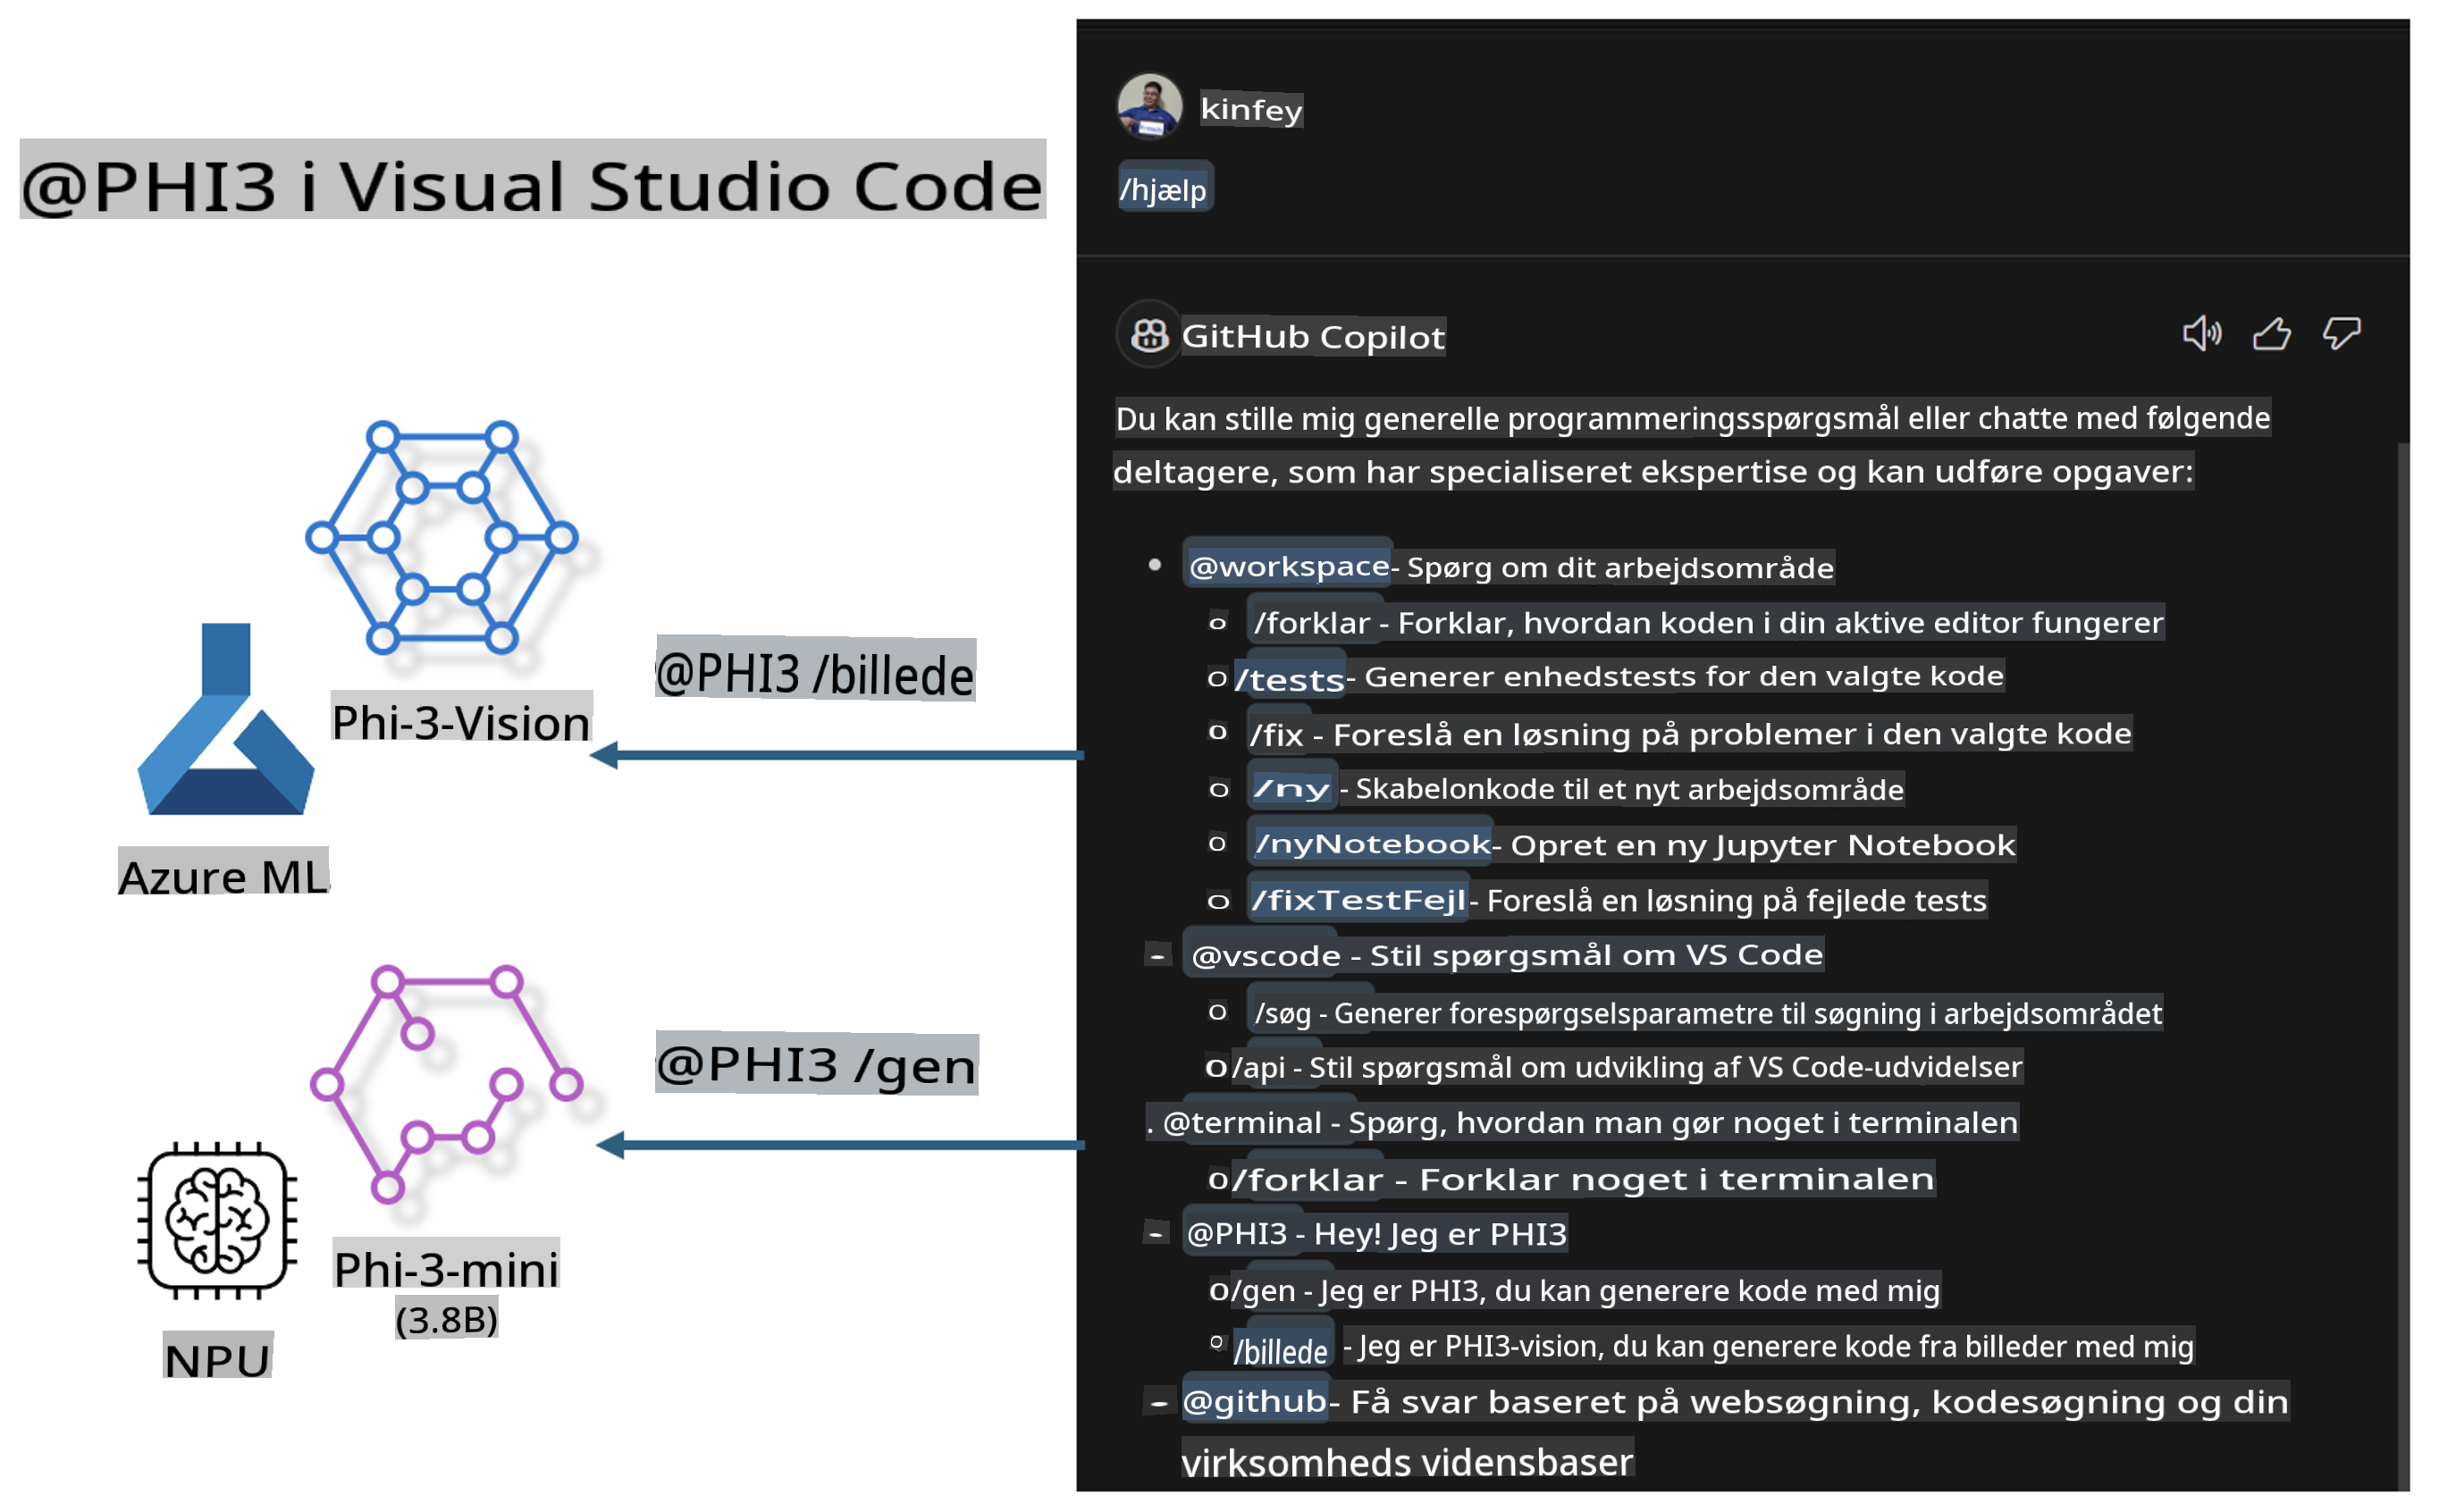 @PHI3 i Visual Studio Code
Phi-3-Vision
Azure ML
@PHI3 /billede
@PHI3 /gen
Phi-3-mini
(3.8B)
NPU
kinfey
/hjælp
GitHub Copilot
Du kan stille mig generelle programmeringsspørgsmål eller chatte med følgende
deltagere, som har specialiseret ekspertise og kan udføre opgaver:
• @workspace- Spørg om dit arbejdsområde
o /forklar - Forklar, hvordan koden i din aktive editor fungerer
o /tests- Generer enhedstests for den valgte kode
o /fix - Foreslå en løsning på problemer i den valgte kode
o /ny - Skabelonkode til et nyt arbejdsområde
o /nyNotebook- Opret en ny Jupyter Notebook
o /fixTestFejl- Foreslå en løsning på fejlede tests
- @vscode - Stil spørgsmål om VS Code
o /søg - Generer forespørgselsparametre til søgning i arbejdsområdet
o /api - Stil spørgsmål om udvikling af VS Code-udvidelser
. @terminal - Spørg, hvordan man gør noget i terminalen
o /forklar - Forklar noget i terminalen
- @PHI3 - Hey! Jeg er PHI3
o /gen - Jeg er PHI3, du kan generere kode med mig
o /billede - Jeg er PHI3-vision, du kan generere kode fra billeder med mig
- @github- Få svar baseret på websøgning, kodesøgning og din
virksomheds vidensbaser